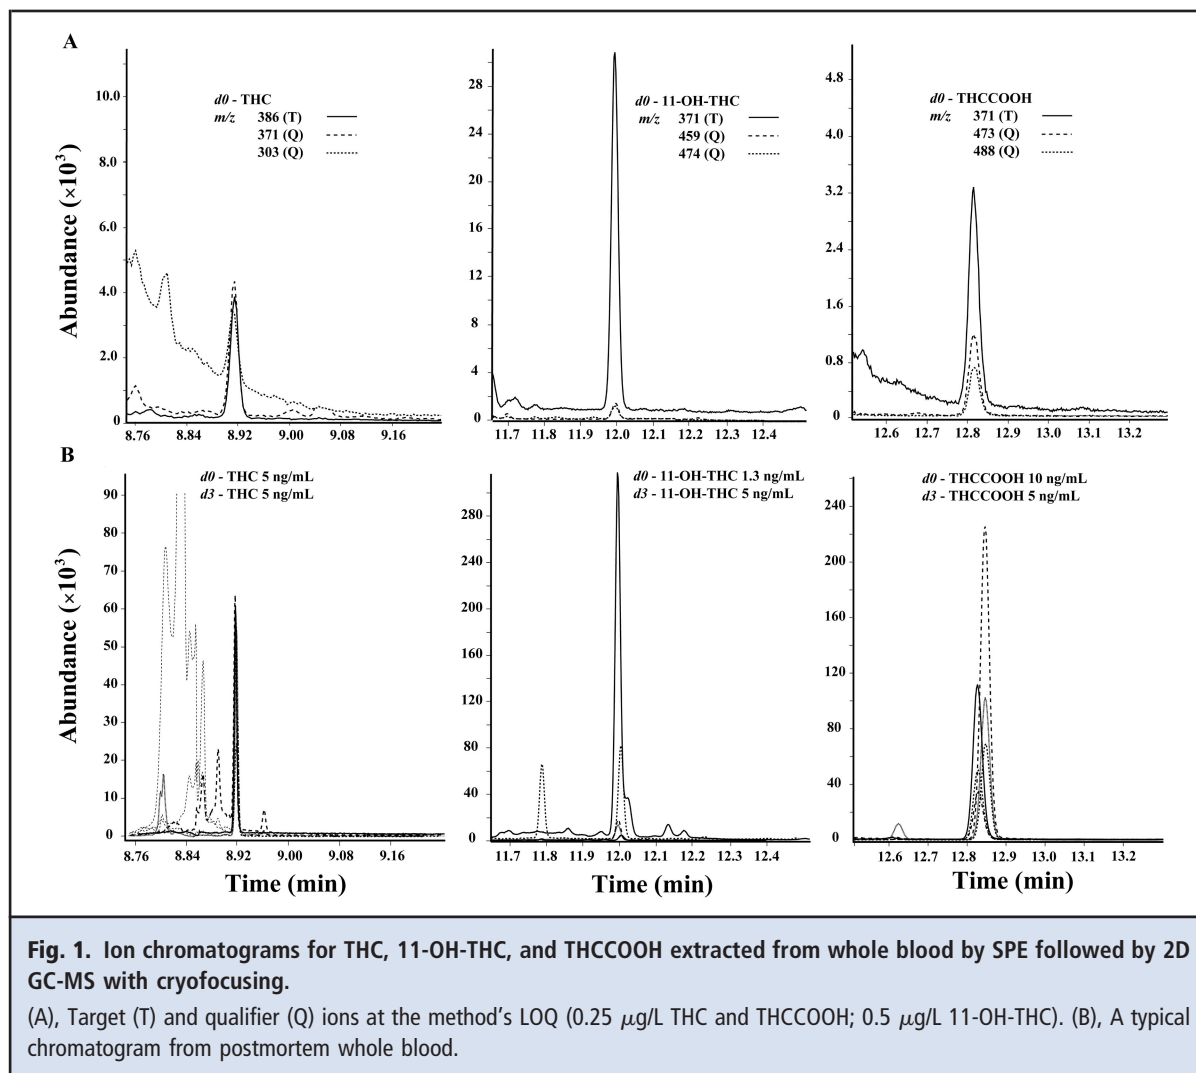 A
Abundance (×10³)
10.0
8.0
6.0
4.0
2.0
0
d0 - THC
m/z 386 (T)
371 (Q)
303 (Q)
8.76 8.84 8.92 9.00 9.08 9.16
28
24
20
16
12
8
4
0
d0 - 11-OH-THC
m/z 371 (T)
459 (Q)
474 (Q)
11.7 11.8 11.9 12.0 12.1 12.2 12.3 12.4
4.8
4.0
3.2
2.4
1.6
0.8
0
d0 - THCCOOH
m/z 371 (T)
473 (Q)
488 (Q)
12.6 12.7 12.8 12.9 13.0 13.1 13.2
B
Abundance (×10³)
90
80
70
60
50
40
30
20
10
0
d0 - THC 5 ng/mL
d3 - THC 5 ng/mL
8.76 8.84 8.92 9.00 9.08 9.16
Time (min)
280
240
200
160
120
80
40
0
d0 - 11-OH-THC 1.3 ng/mL
d3 - 11-OH-THC 5 ng/mL
11.7 11.8 11.9 12.0 12.1 12.2 12.3 12.4
Time (min)
240
200
160
120
80
40
0
d0 - THCCOOH 10 ng/mL
d3 - THCCOOH 5 ng/mL
12.6 12.7 12.8 12.9 13.0 13.1 13.2
Time (min)
Fig. 1. Ion chromatograms for THC, 11-OH-THC, and THCCOOH extracted from whole blood by SPE followed by 2D
GC-MS with cryofocusing.
(A), Target (T) and qualifier (Q) ions at the method's LOQ (0.25 μg/L THC and THCCOOH; 0.5 μg/L 11-OH-THC). (B), A typical
chromatogram from postmortem whole blood.